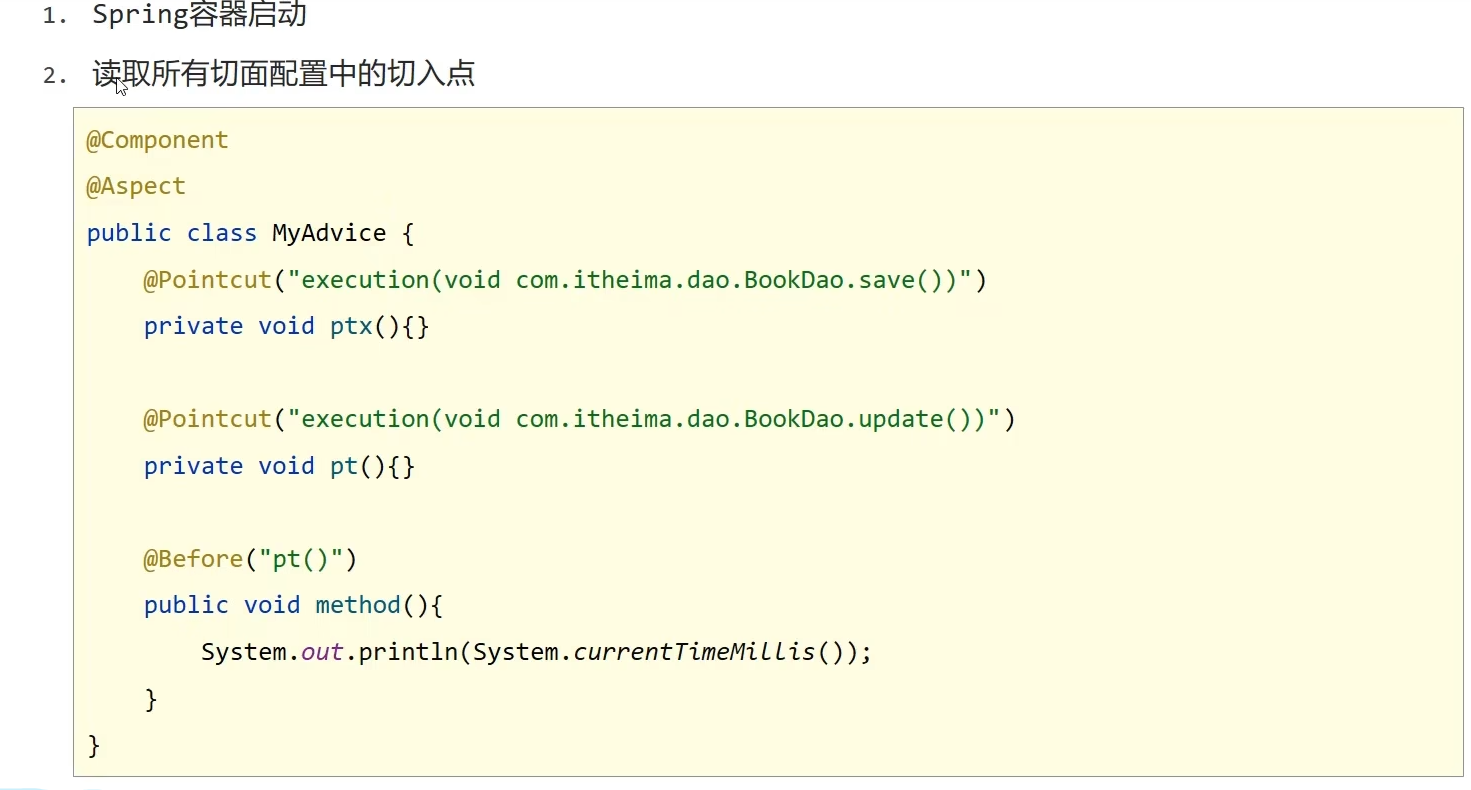 1. Spring容器启动
2. 读取所有切面配置中的切入点
@Component
@Aspect
public class MyAdvice {
    @Pointcut("execution(void com.itheima.dao.BookDao.save())")
    private void ptx(){}
    @Pointcut("execution(void com.itheima.dao.BookDao.update())")
    private void pt(){}
    @Before("pt()")
    public void method(){
        System.out.println(System.currentTimeMillis());
    }
}